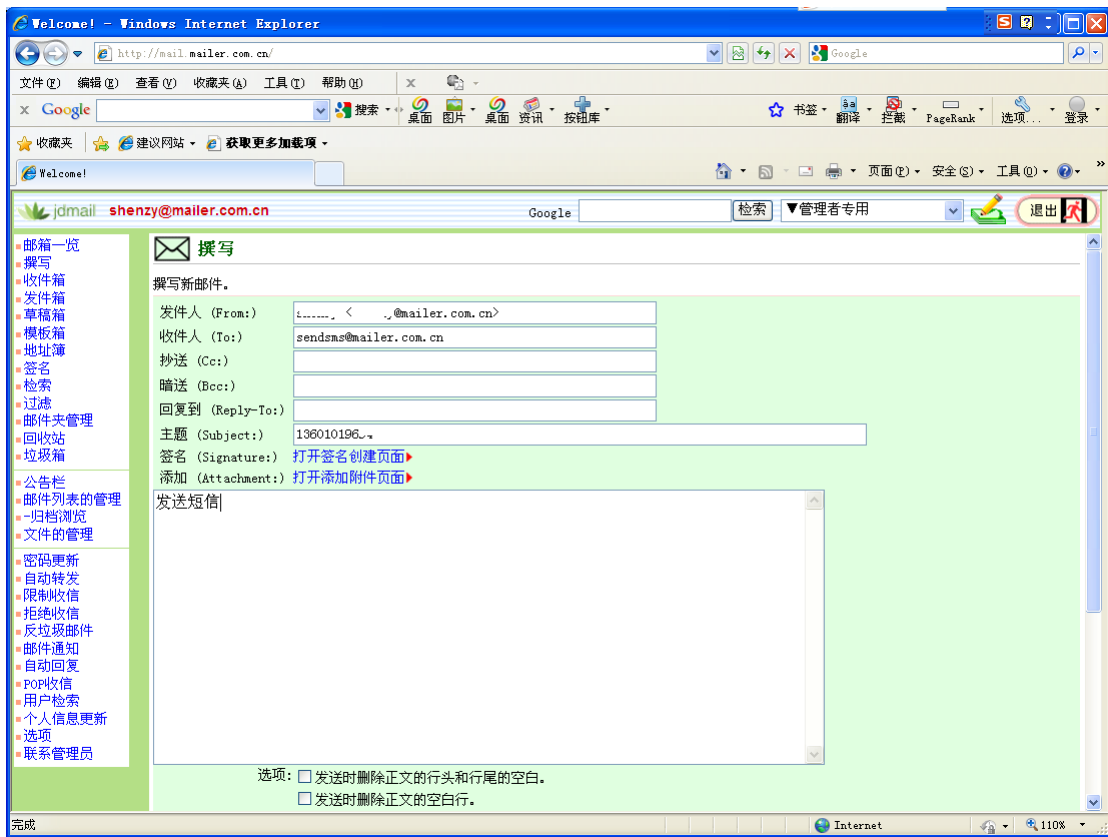 Welcome! - Windows Internet Explorer
http://mail.mailer.com.cn/
Google
文件(F) 编辑(E) 查看(V) 收藏夹(A) 工具(T) 帮助(H) x
x Google 搜索 桌面 图片 桌面 资讯 按钮库 书签 翻译 拦截 PageRank 选项... 登录
收藏夹 建议网站 获取更多加载项
Welcome! 页面(P) 安全(S) 工具(O)
jdmail shenzy@mailer.com.cn Google 检索 ▼管理者专用 退出
邮箱一览
撰写
收件箱
发件箱
草稿箱
模板箱
地址簿
签名
检索
过滤
邮件夹管理
回收站
垃圾箱
公告栏
邮件列表的管理
-归档浏览
文件的管理
密码更新
自动转发
限制收信
拒绝收信
反垃圾邮件
邮件通知
自动回复
POP收信
用户检索
个人信息更新
选项
联系管理员
撰写
撰写新邮件。
发件人 (From:) < @mailer.com.cn>
收件人 (To:) sendsms@mailer.com.cn
抄送 (Cc:)
暗送 (Bcc:)
回复到 (Reply-To:)
主题 (Subject:) 136010196
签名 (Signature:) 打开签名创建页面
添加 (Attachment:) 打开添加附件页面
发送短信
选项: 发送时删除正文的行头和行尾的空白。
发送时删除正文的空白行。
完成 Internet 110%